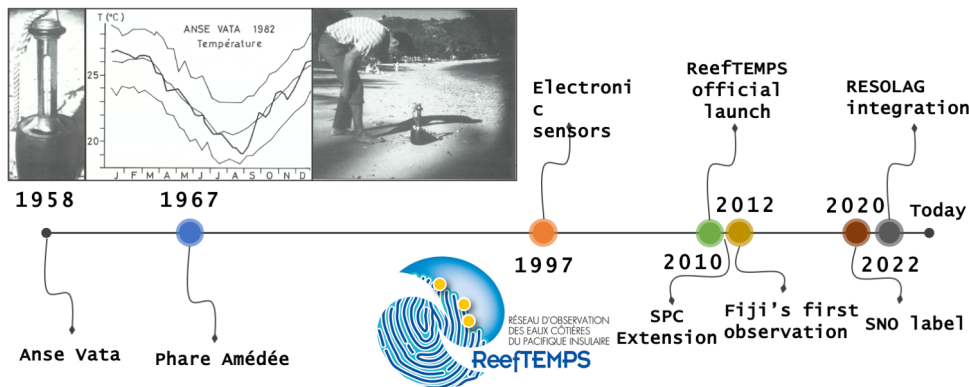 T (°C)
ANSE VATA 1982
Température
25
20
J F M A M J J A S O N D
Electroni
c
sensors
ReefTEMPS
official
launch
RESOLAG
integration
1958
1967
2012
2020
Today
1997
2010
2022
Anse Vata
Phare Amédée
SPC
Extension
Fiji’s first
observation
SNO label
RÉSEAU D'OBSERVATION
DES EAUX CÔTIÈRES
DU PACIFIQUE INSULAIRE
ReefTEMPS